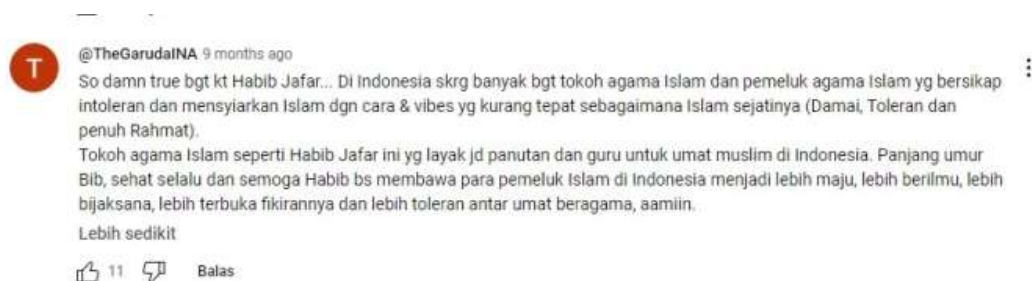 T
@TheGarudaINA 9 months ago
So damn true bgt kt Habib Jafar... Di Indonesia skrg banyak bgt tokoh agama Islam dan pemeluk agama Islam yg bersikap
intoleran dan mensyiarkan Islam dgn cara & vibes yg kurang tepat sebagaimana Islam sejatinya (Damai, Toleran dan
penuh Rahmat).
Tokoh agama Islam seperti Habib Jafar ini yg layak jd panutan dan guru untuk umat muslim di Indonesia. Panjang umur
Bib, sehat selalu dan semoga Habib bs membawa para pemeluk Islam di Indonesia menjadi lebih maju, lebih berilmu, lebih
bijaksana, lebih terbuka fikirannya dan lebih toleran antar umat beragama, aamiin.
Lebih sedikit
11 Balas